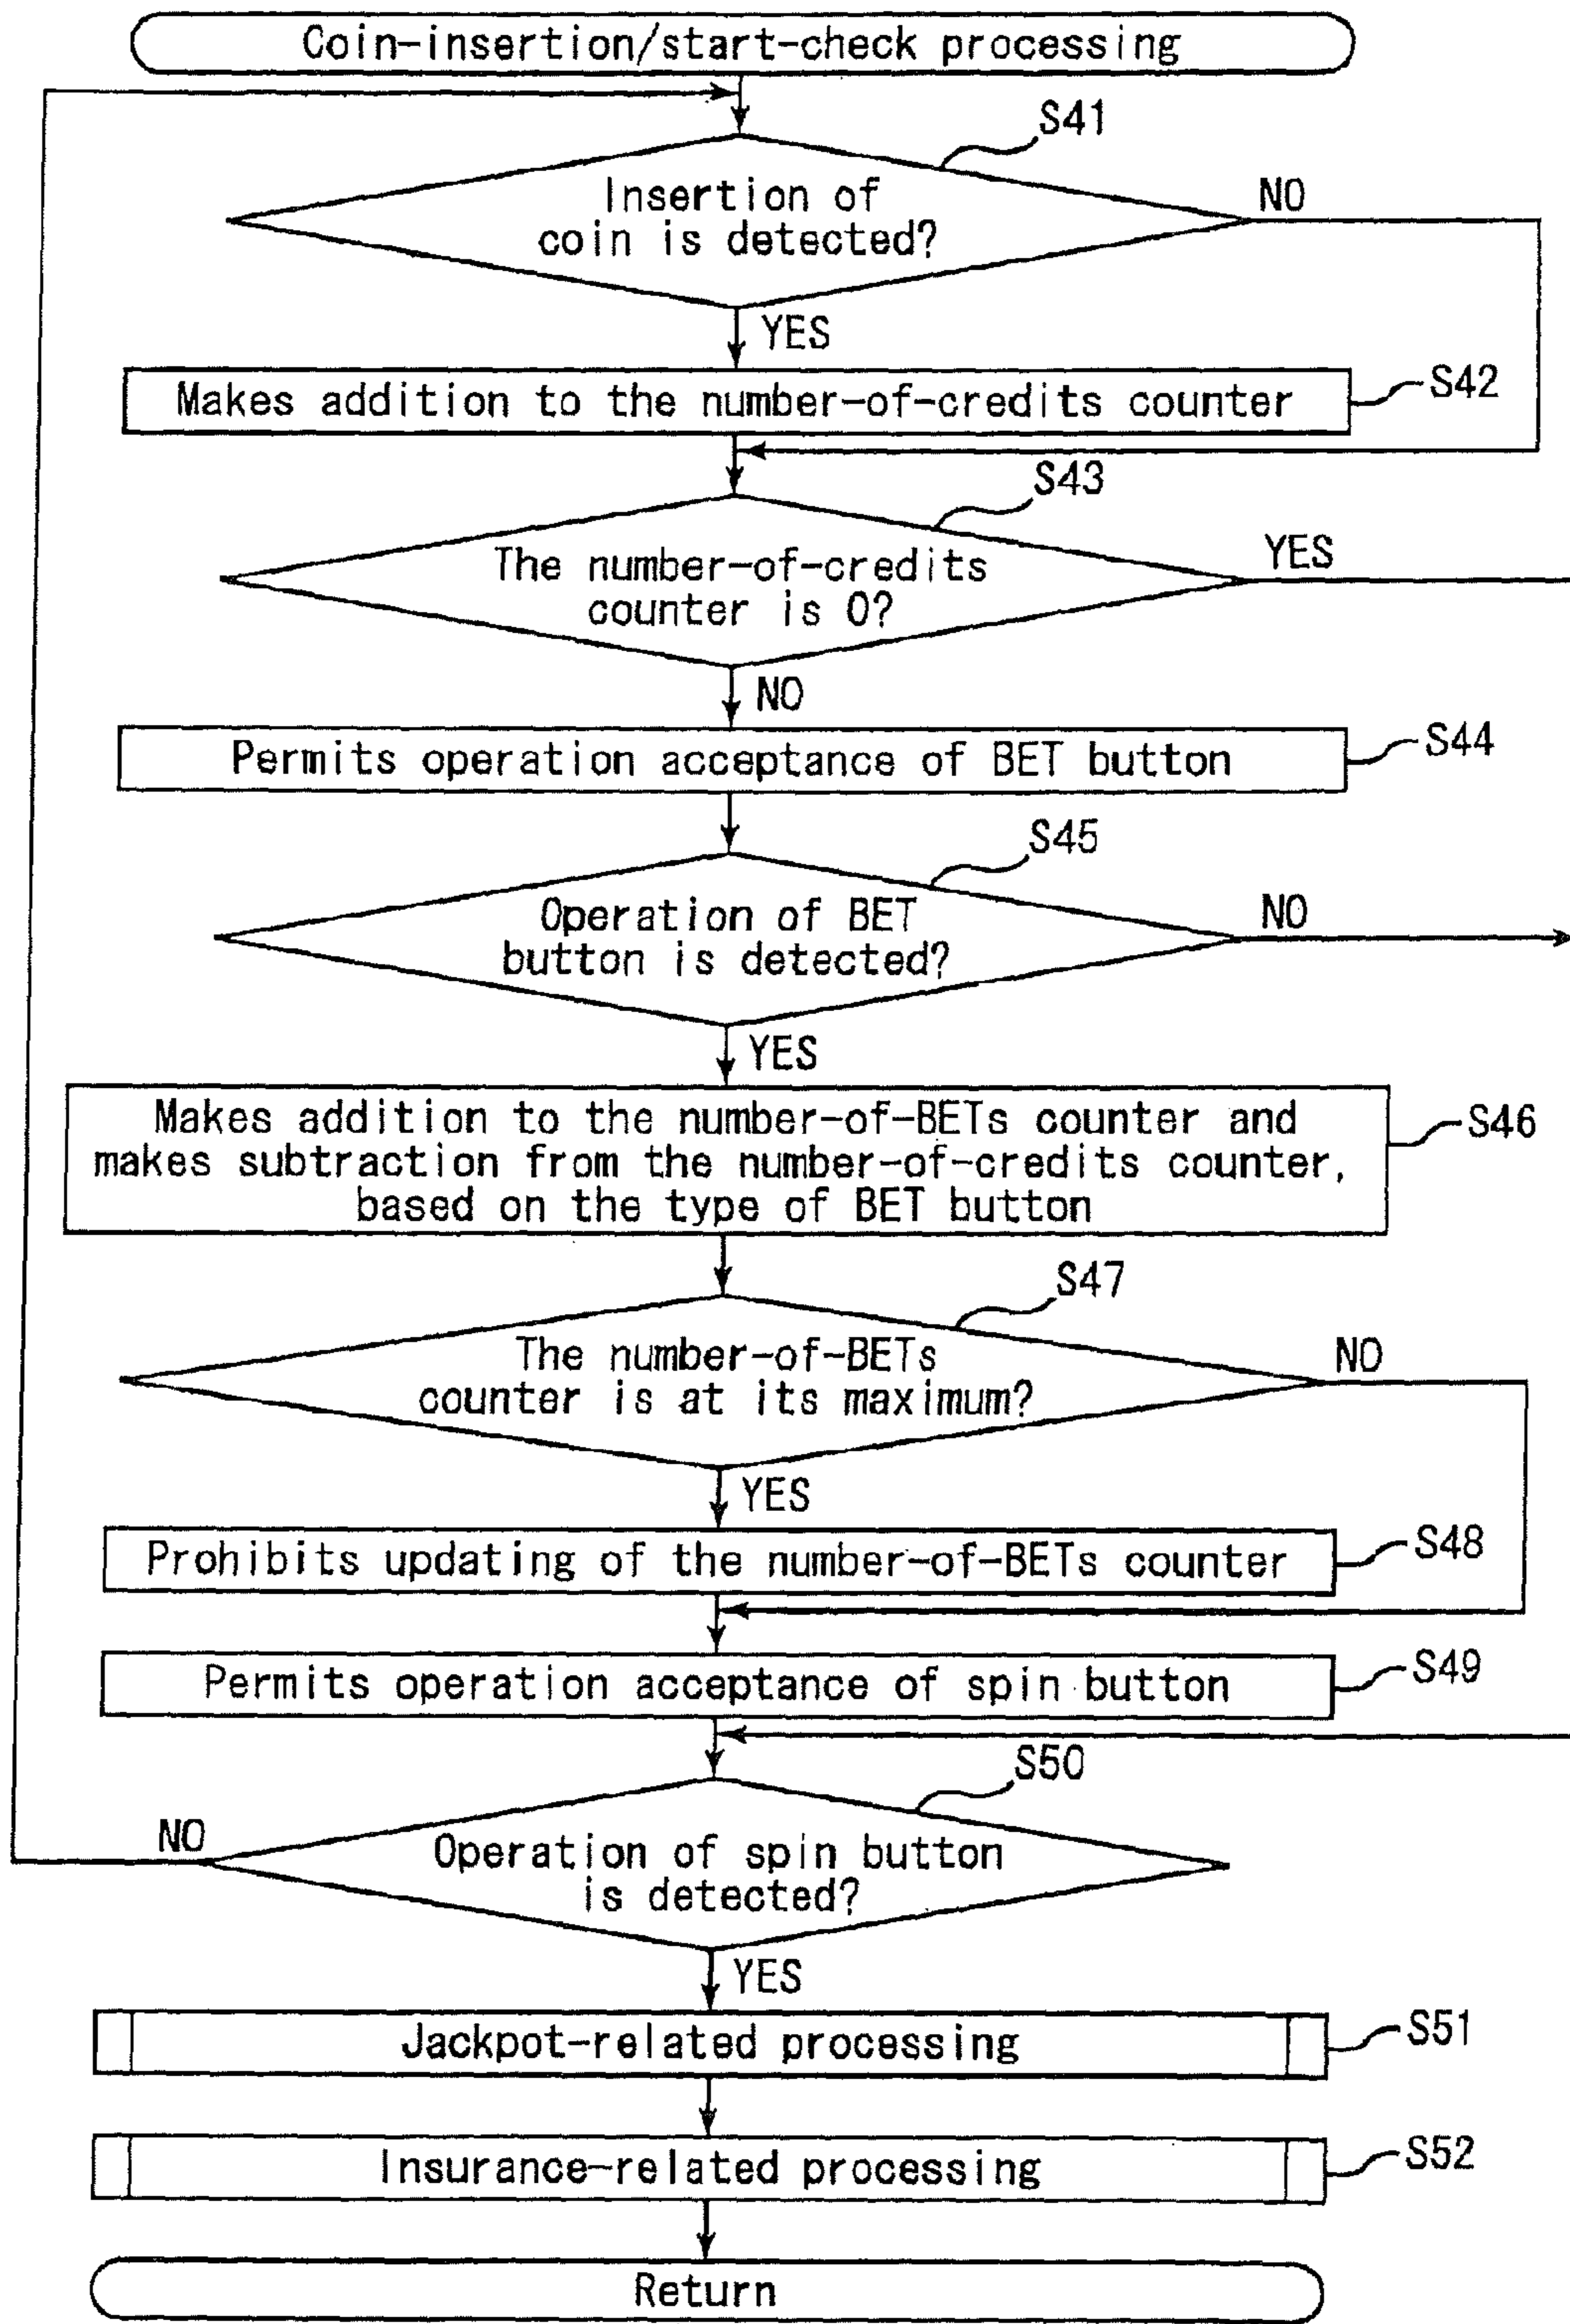 Coin-insertion/start-check processing
S41
Insertion of
coin is detected?
NO
YES
Makes addition to the number-of-credits counter
S42
S43
The number-of-credits
counter is 0?
YES
NO
Permits operation acceptance of BET button
S44
S45
Operation of BET
button is detected?
NO
YES
Makes addition to the number-of-BETs counter and
makes subtraction from the number-of-credits counter,
based on the type of BET button
S46
S47
The number-of-BETs
counter is at its maximum?
NO
YES
Prohibits updating of the number-of-BETs counter
S48
Permits operation acceptance of spin button
S49
S50
NO
Operation of spin button
is detected?
YES
Jackpot-related processing
S51
Insurance-related processing
S52
Return